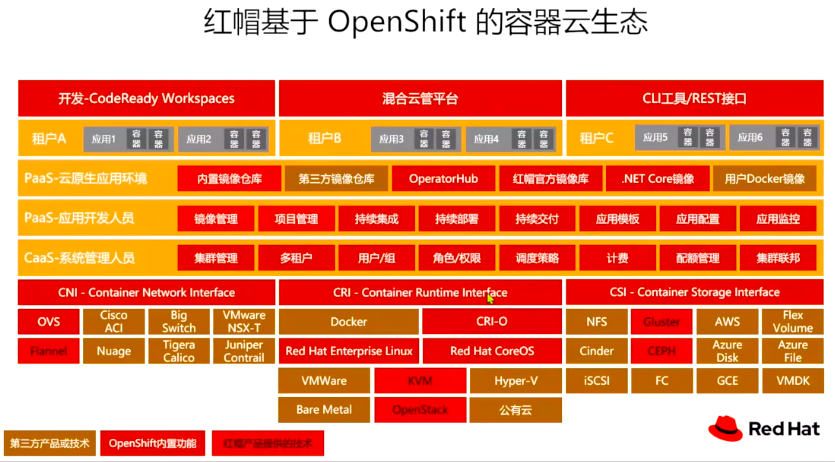 红帽基于 OpenShift 的容器云生态
开发-CodeReady Workspaces
混合云管平台
CLI工具/REST接口
租户A
应用1
容器
容器
应用2
容器
容器
租户B
应用3
容器
容器
应用4
容器
容器
租户C
应用5
容器
容器
应用6
容器
容器
PaaS-云原生应用环境
内置镜像仓库
第三方镜像仓库
OperatorHub
红帽官方镜像库
.NET Core镜像
用户Docker镜像
PaaS-应用开发人员
镜像管理
项目管理
持续集成
持续部署
持续交付
应用模板
应用配置
应用监控
CaaS-系统管理人员
集群管理
多租户
用户/组
角色/权限
调度策略
计费
配额管理
集群联邦
CNI - Container Network Interface
CRI - Container Runtime Interface
CSI - Container Storage Interface
OVS
Cisco
ACI
Big
Switch
VMware
NSX-T
Docker
CRI-O
NFS
Gluster
AWS
Flex
Volume
Flannel
Nuage
Tigera
Calico
Juniper
Contrail
Red Hat Enterprise Linux
Red Hat CoreOS
Cinder
CEPH
Azure
Disk
Azure
File
VMWare
KVM
Hyper-V
iSCSI
FC
GCE
VMDK
Bare Metal
OpenStack
公有云
Red Hat
第三方产品或技术
OpenShift内置功能
红帽产品提供的技术